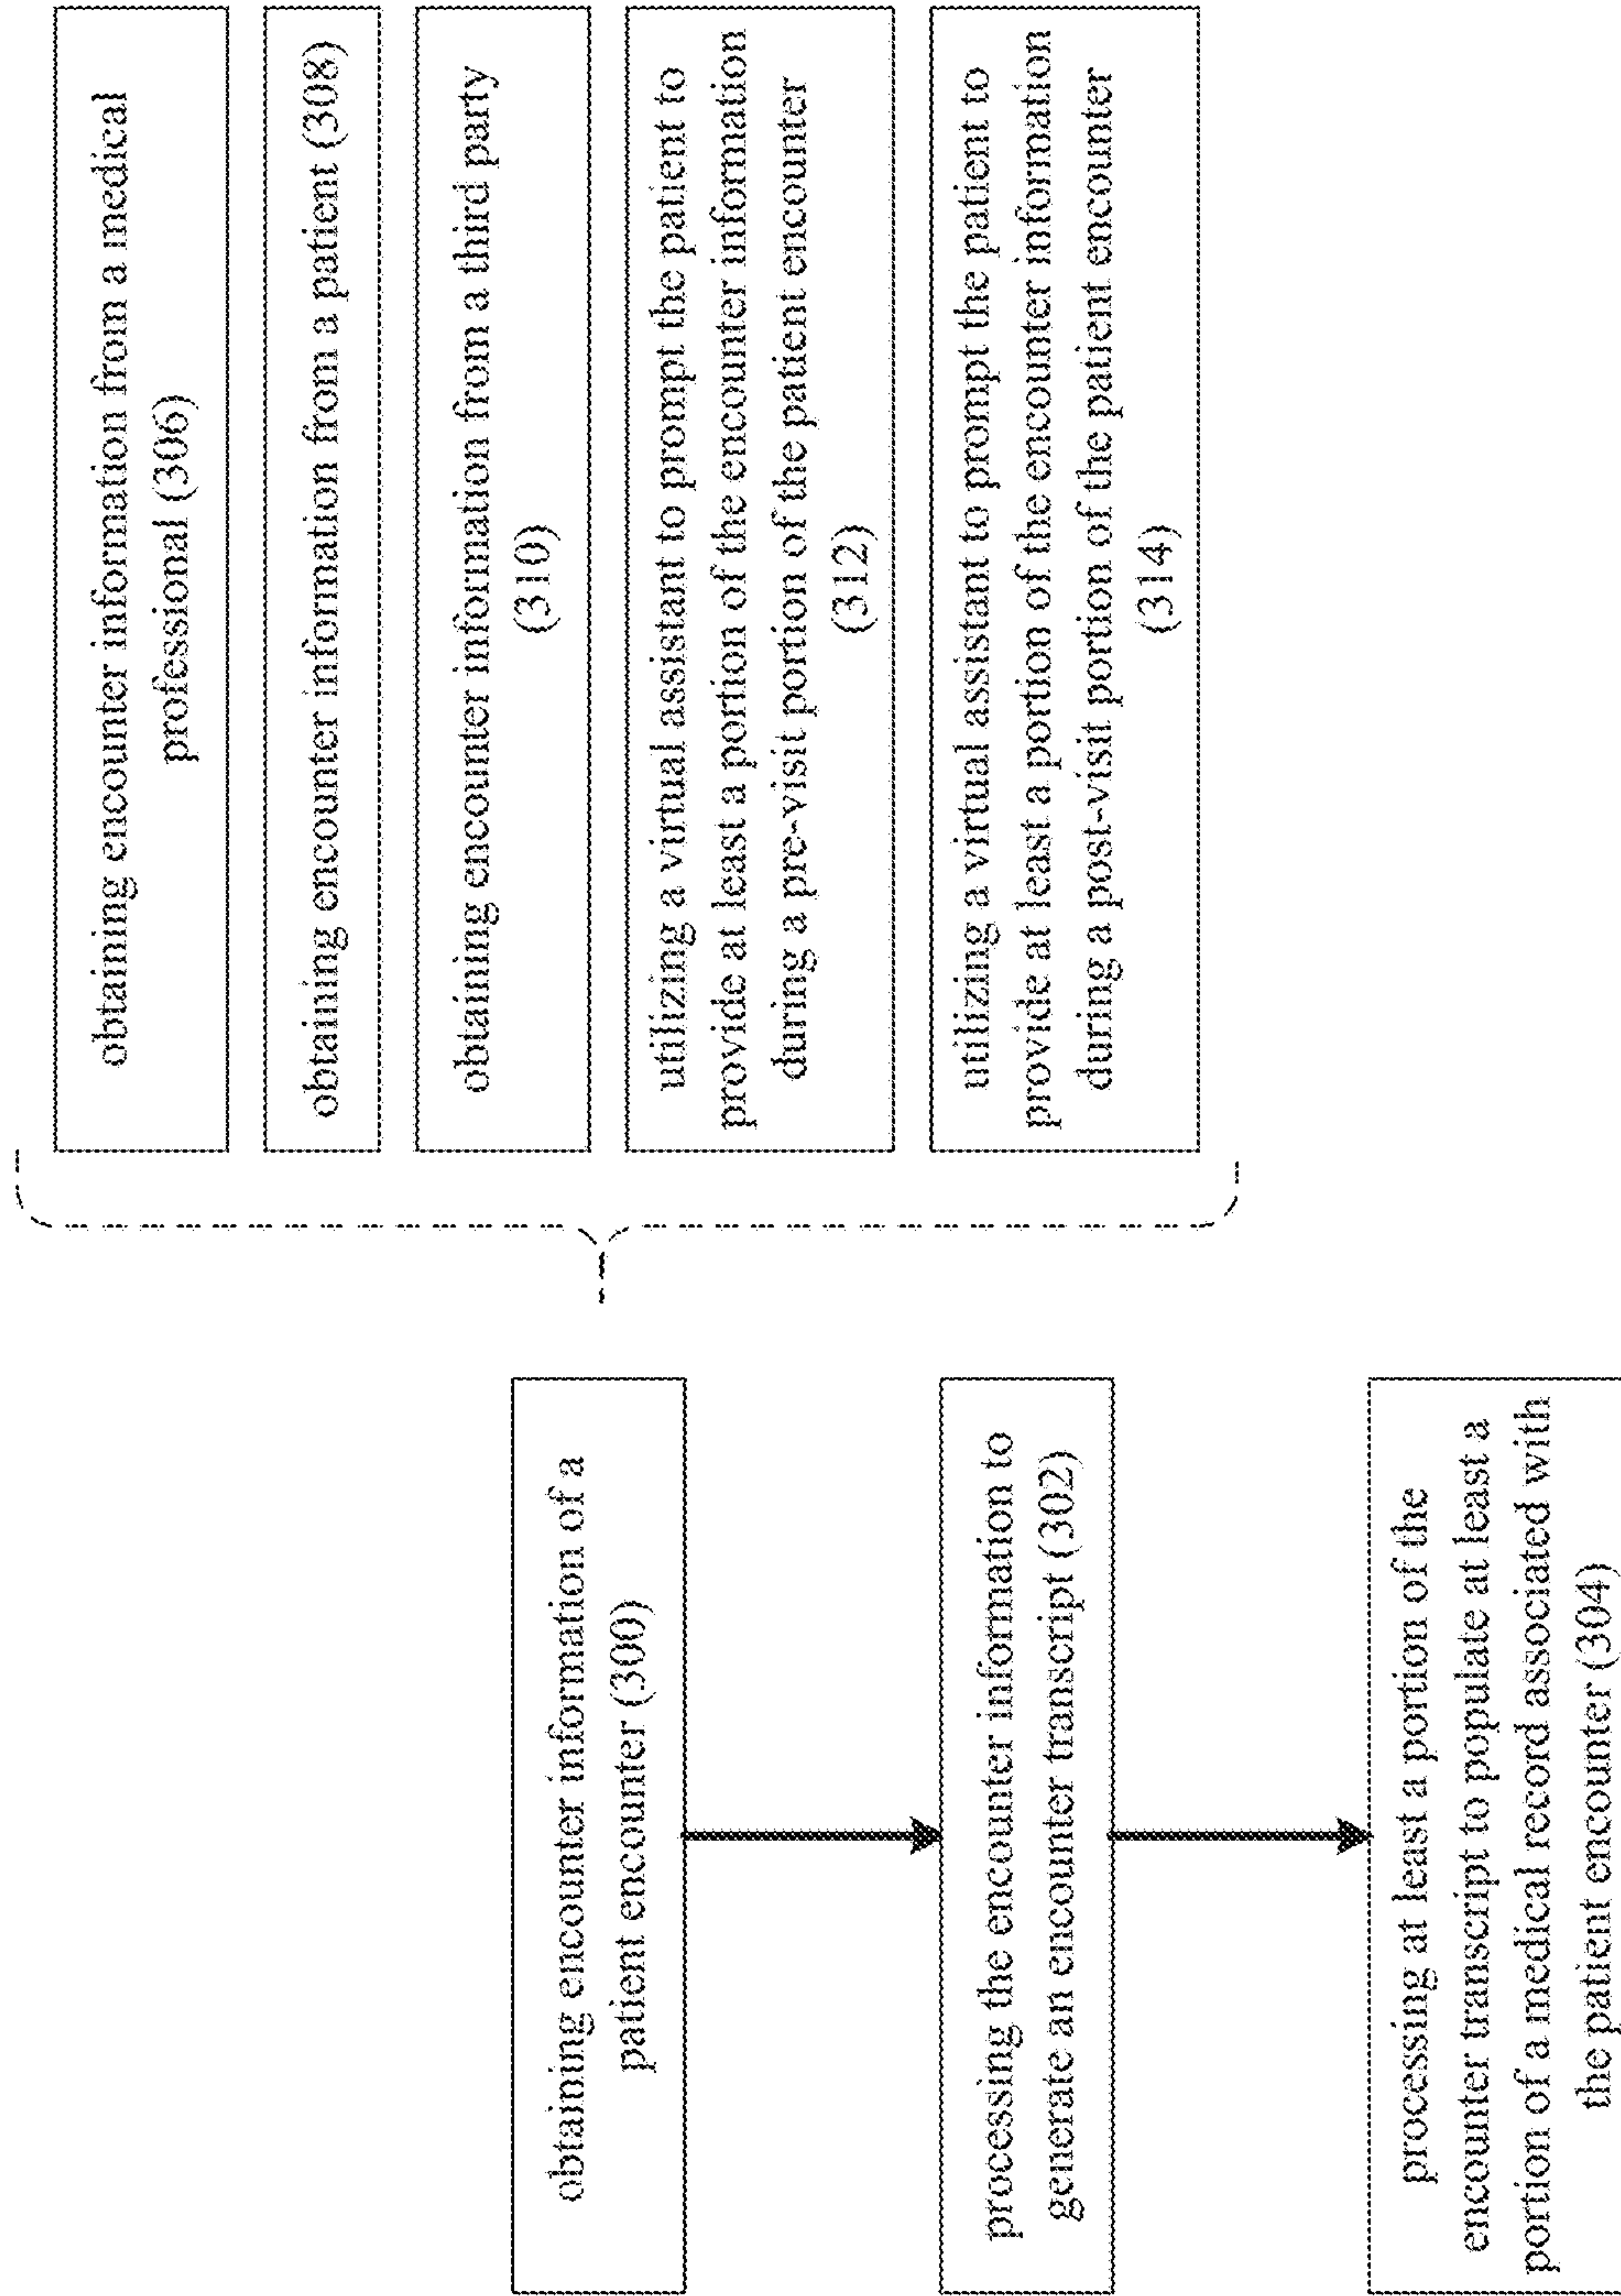 obtaining encounter information of a
patient encounter (300)
processing the encounter information to
generate an encounter transcript (302)
processing at least a portion of the
encounter transcript to populate at least a
portion of a medical record associated with
the patient encounter (304)
obtaining encounter information from a medical
professional (306)
obtaining encounter information from a patient (308)
obtaining encounter information from a third party
(310)
utilizing a virtual assistant to prompt the patient to
provide at least a portion of the encounter information
during a pre-visit portion of the patient encounter
(312)
utilizing a virtual assistant to prompt the patient to
provide at least a portion of the encounter information
during a post-visit portion of the patient encounter
(314)